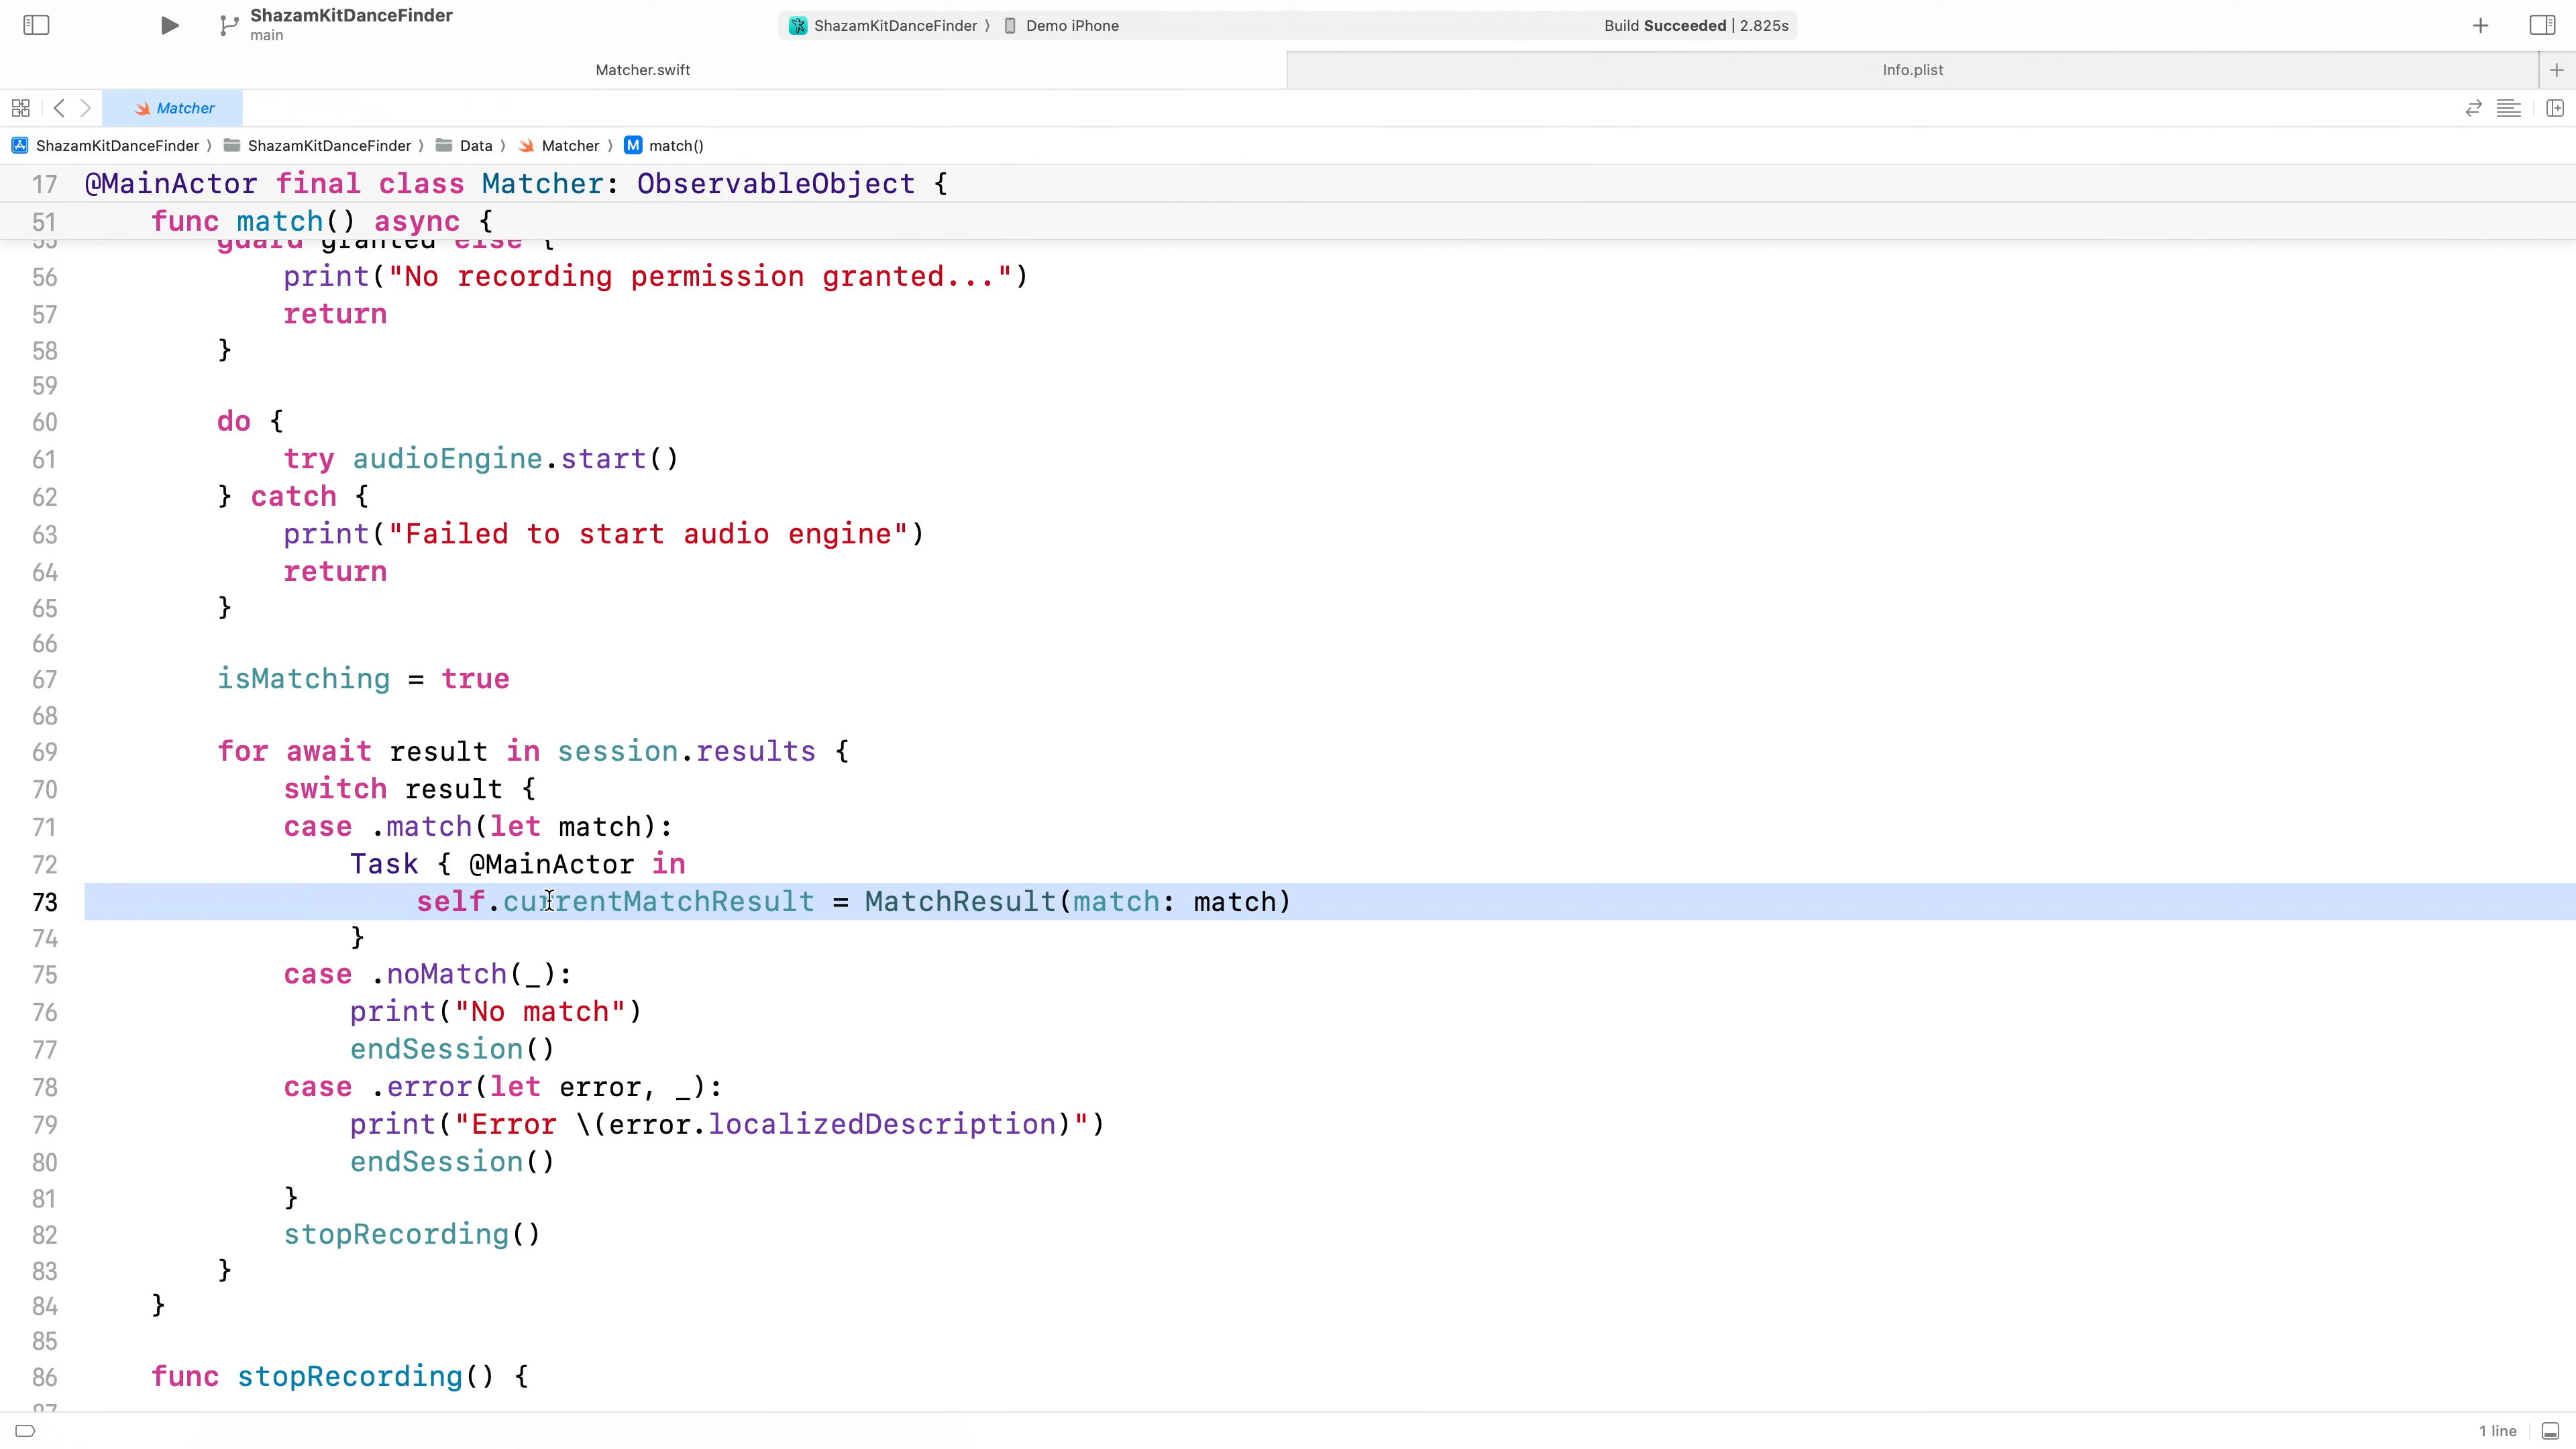 ShazamKitDanceFinder
main
ShazamKitDanceFinder 〉 Demo iPhone
Build Succeeded | 2.825s
Matcher.swift
Info.plist
Matcher
ShazamKitDanceFinder 〉 ShazamKitDanceFinder 〉 Data 〉 Matcher 〉 M match()
17 @MainActor final class Matcher: ObservableObject {
51 func match() async {
55 guard granted else {
56 print("No recording permission granted...")
57 return
58 }
59
60 do {
61 try audioEngine.start()
62 } catch {
63 print("Failed to start audio engine")
64 return
65 }
66
67 isMatching = true
68
69 for await result in session.results {
70 switch result {
71 case .match(let match):
72 Task { @MainActor in
73 self.currentMatchResult = MatchResult(match: match)
74 }
75 case .noMatch(_):
76 print("No match")
77 endSession()
78 case .error(let error, _):
79 print("Error \(error.localizedDescription)")
80 endSession()
81 }
82 stopRecording()
83 }
84 }
85
86 func stopRecording() {
87
1 line